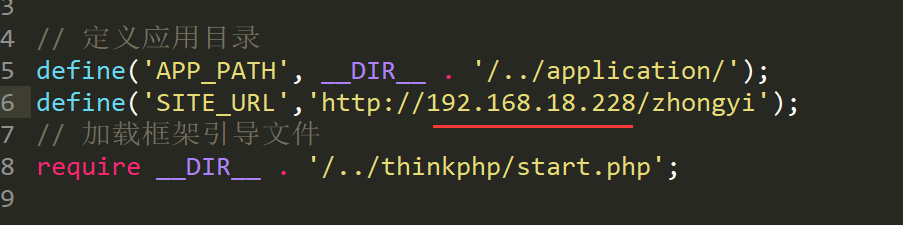 3
4 // 定义应用目录
5 define('APP_PATH', __DIR__ . '/../application/');
6 define('SITE_URL','http://192.168.18.228/zhongyi');
7 // 加载框架引导文件
8 require __DIR__ . '/../thinkphp/start.php';
9